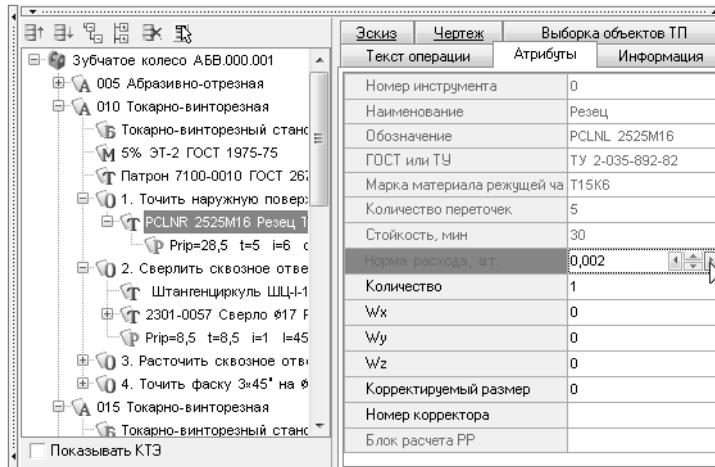 Зубчатое колесо АБВ.000.001
А 005 Абразивно-отрезная
А 010 Токарно-винторезная
Б Токарно-винторезный станс
М 5% ЭТ-2 ГОСТ 1975-75
Т Патрон 7100-0010 ГОСТ 267
О 1. Точить наружную повер
Т PCLNR 2525M16 Резец Т
Р Prip=28,5 t=5 i=6
О 2. Сверлить сквозное отве
Т Штангенциркуль ШЦ-I-1
Т 2301-0057 Сверло ø17 Р
Р Prip=8,5 t=8,5 i=1 l=45
О 3. Расточить сквозное отв
О 4. Точить фаску 3×45° на ø
А 015 Токарно-винторезная
Б Токарно-винторезный станс
Показывать КТЭ
Эскиз Чертеж Выборка объектов ТП
Текст операции Атрибуты Информация
Номер инструмента 0
Наименование Резец
Обозначение PCLNL 2525M16
ГОСТ или ТУ ТУ 2-035-892-82
Марка материала режущей ча Т15К6
Количество переточек 5
Стойкость, мин 30
Норма расхода, шт. 0,002
Количество 1
Wx 0
Wy 0
Wz 0
Корректируемый размер 0
Номер корректора
Блок расчета РР